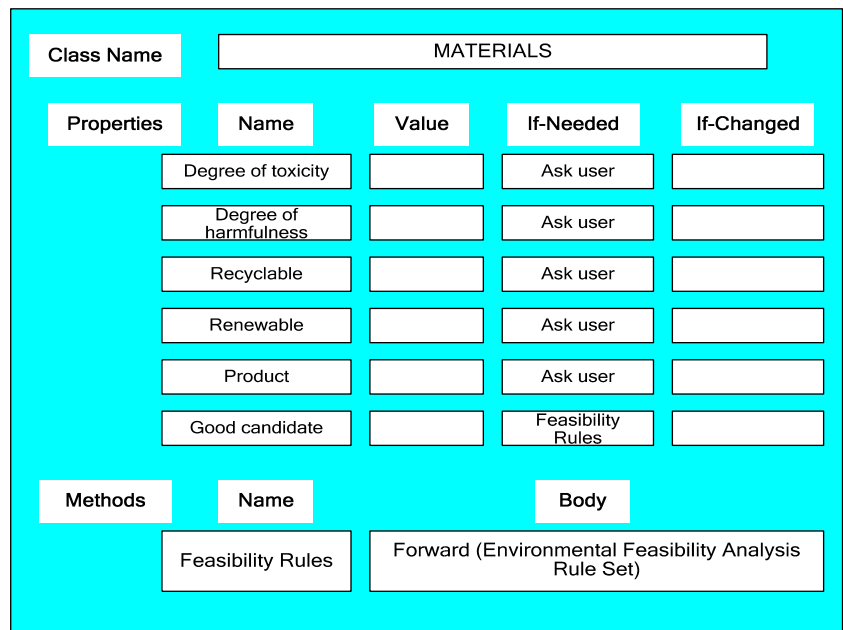 Class Name
MATERIALS
Properties
Name
Value
If-Needed
If-Changed
Degree of toxicity
Ask user
Degree of
harmfulness
Ask user
Recyclable
Ask user
Renewable
Ask user
Product
Ask user
Good candidate
Feasibility
Rules
Methods
Name
Body
Feasibility Rules
Forward (Environmental Feasibility Analysis
Rule Set)